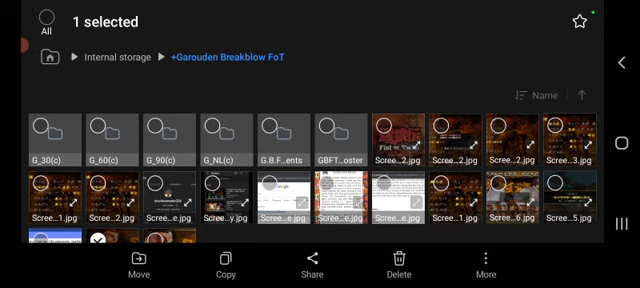 All
1 selected
Internal storage
+Garouden Breakblow FoT
Name
G_30(c)
G_60(c)
G_90(c)
G_NL(c)
G.B.F...ents
GBFT...oster
Scree...2.jpg
Scree...2.jpg
Scree...2.jpg
Scree...3.jpg
Scree...1.jpg
Scree...2.jpg
Scree...e.jpg
Scree...y.jpg
Scree...e.jpg
Scree...e.jpg
Scree...e.jpg
Scree...1.jpg
Scree...6.jpg
Scree...5.jpg
Move
Copy
Share
Delete
More